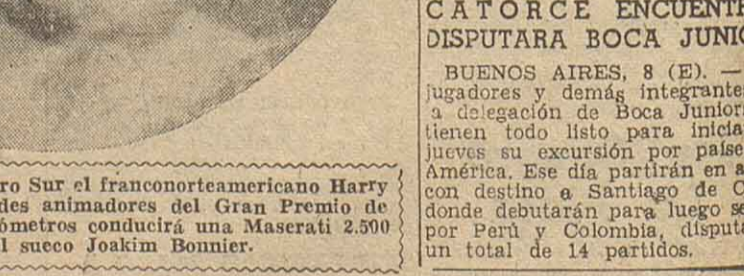 ro Sur el franconorteamericano Harry
des animadores del Gran Premio de
ómetros conducirá una Maserati 2.500
l sueco Joakim Bonnier.
CATORCE ENCUENTR
DISPUTARA BOCA JUNIO
BUENOS AIRES, 8 (E). —
jugadores y demás integrantes
a delegación de Boca Junior
tienen todo listo para inicia
jueves su excursión por paíse
América. Ese día partirán en a
con destino a Santiago de C
donde debutarán para luego se
por Perú y Colombia, disputa
un total de 14 partidos.